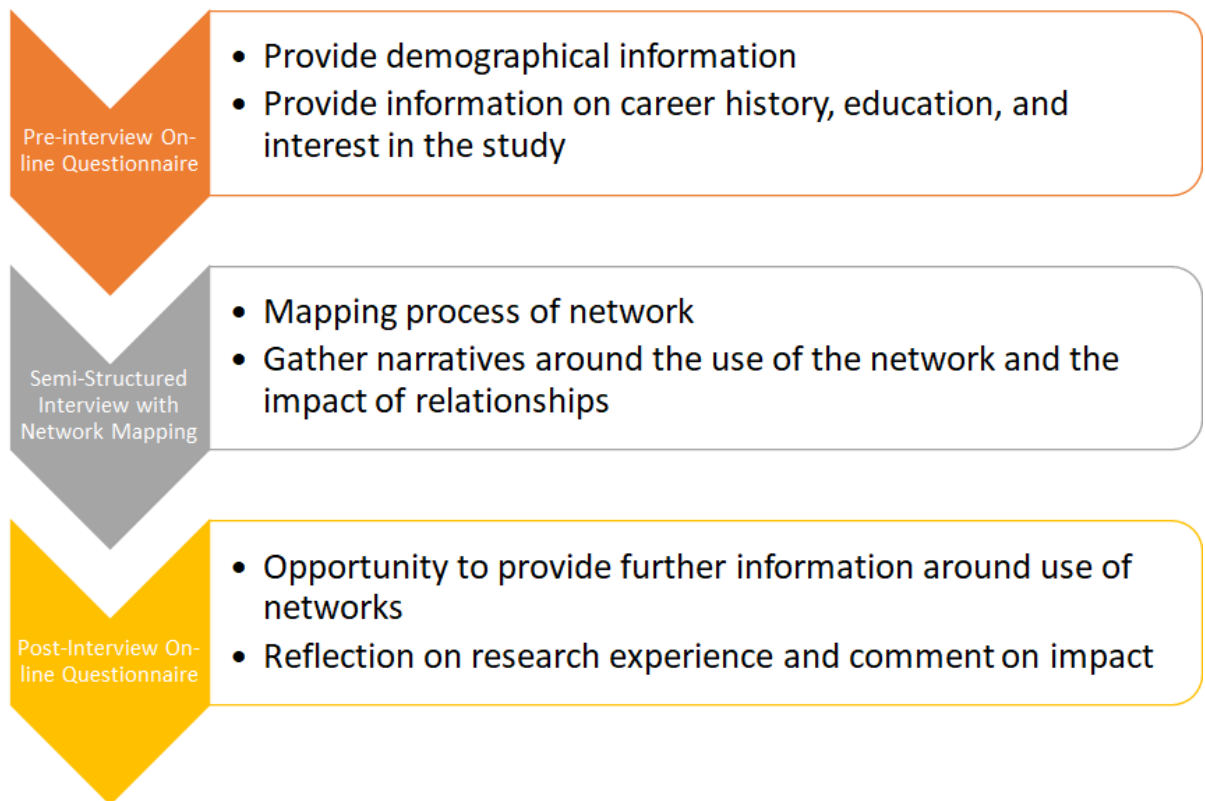 Pre-interview On-
line Questionnaire
• Provide demographical information
• Provide information on career history, education, and
interest in the study
Semi-Structured
Interview with
Network Mapping
• Mapping process of network
• Gather narratives around the use of the network and the
impact of relationships
Post-Interview On-
line Questionnaire
• Opportunity to provide further information around use of
networks
• Reflection on research experience and comment on impact